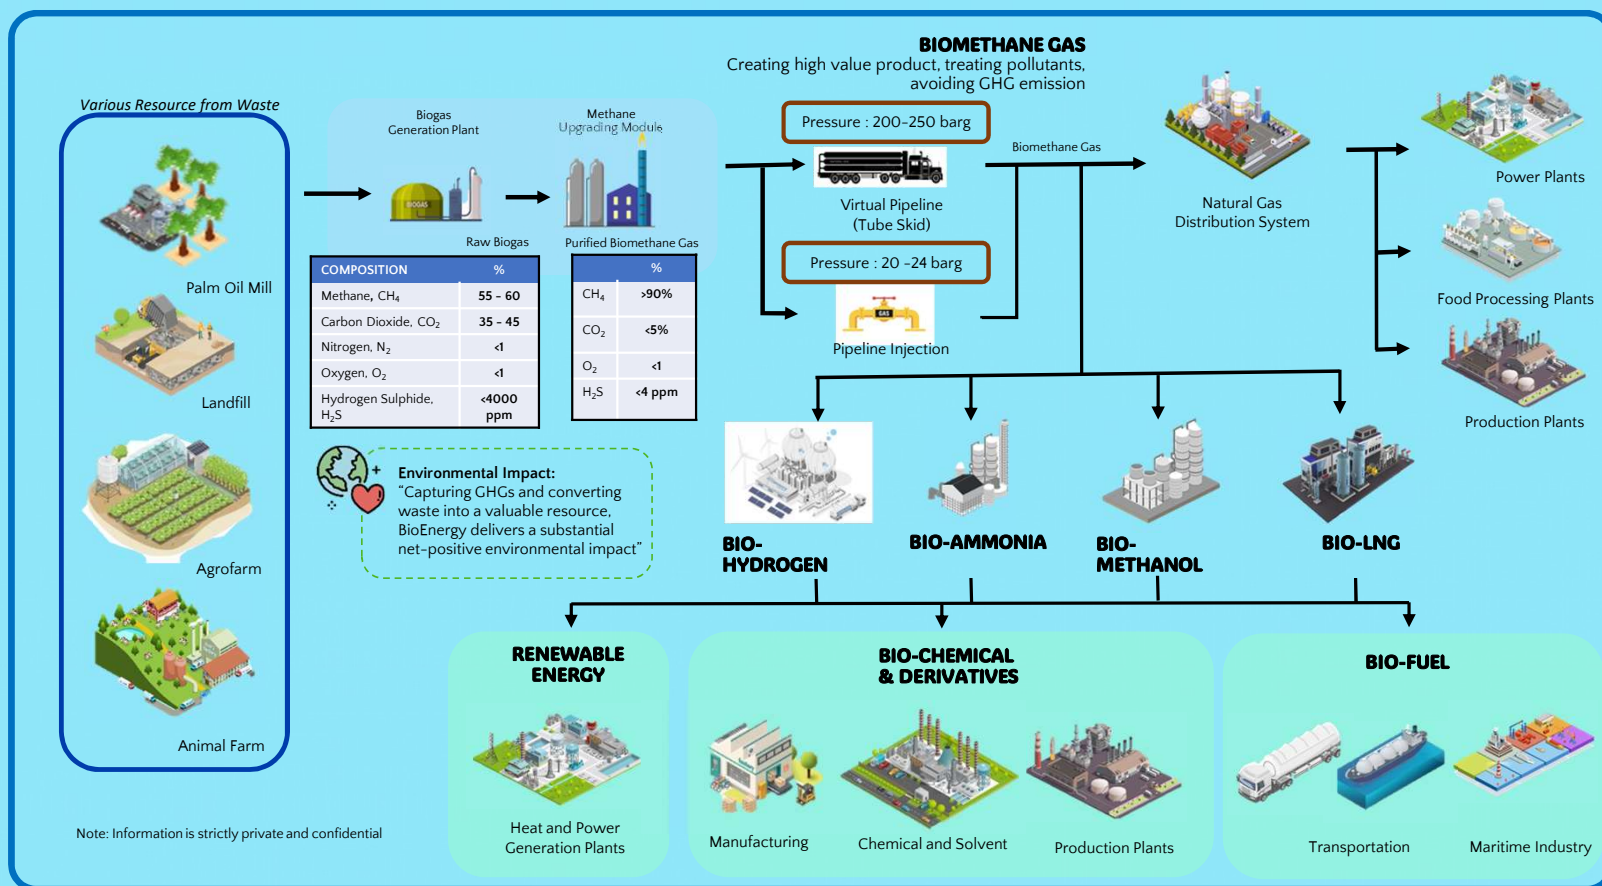 BIOMETHANE GAS
Creating high value product, treating pollutants,
avoiding GHG emission
Various Resource from Waste
Palm Oil Mill
Landfill
Agrofarm
Animal Farm
Biogas
Generation Plant
BIOGAS
Methane
Upgrading Module
Raw Biogas
Purified Biomethane Gas
COMPOSITION %
Methane, CH₄ 55 - 60
Carbon Dioxide, CO₂ 35 - 45
Nitrogen, N₂ <1
Oxygen, O₂ <1
Hydrogen Sulphide, <4000
H₂S ppm
%
CH₄ >90%
CO₂ <5%
O₂ <1
H₂S <4 ppm
Environmental Impact:
“Capturing GHGs and converting
waste into a valuable resource,
BioEnergy delivers a substantial
net-positive environmental impact”
Pressure : 200-250 barg
Virtual Pipeline
(Tube Skid)
Pressure : 20 -24 barg
GAS
Pipeline Injection
Biomethane Gas
Natural Gas
Distribution System
Power Plants
Food Processing Plants
Production Plants
BIO-
HYDROGEN
BIO-AMMONIA
BIO-
METHANOL
BIO-LNG
RENEWABLE
ENERGY
Heat and Power
Generation Plants
BIO-CHEMICAL
& DERIVATIVES
Manufacturing
Chemical and Solvent
Production Plants
BIO-FUEL
Transportation
Maritime Industry
Note: Information is strictly private and confidential